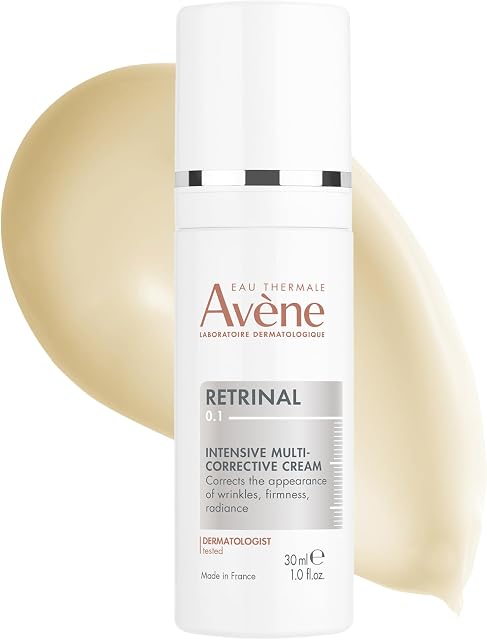 EAU THERMALE
Avène
LABORATOIRE DERMATOLOGIQUE
RETRINAL
0.1
INTENSIVE MULTI-
CORRECTIVE CREAM
Corrects the appearance
of wrinkles, firmness,
radiance
DERMATOLOGIST
tested
30 ml ℮
Made in France
1.0 fl.oz.